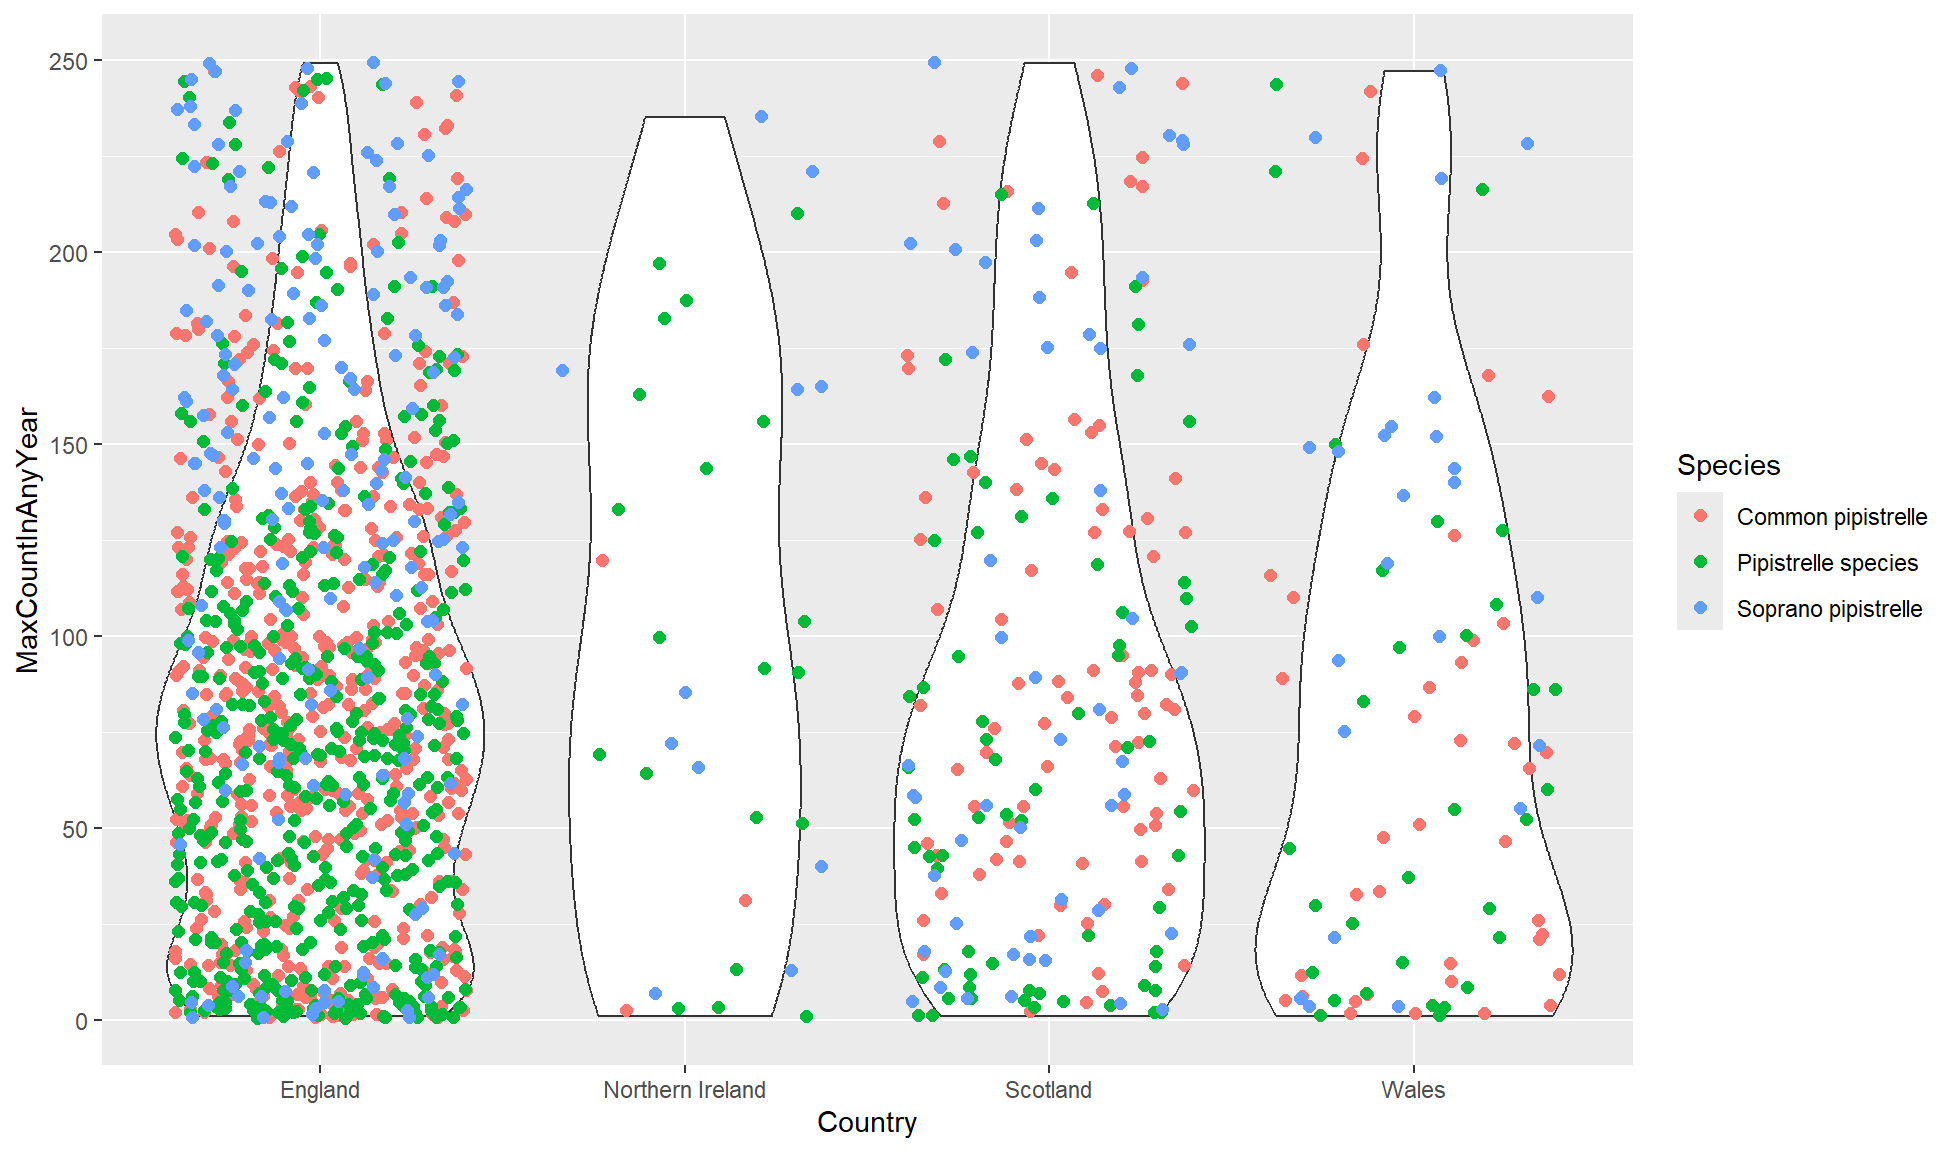 MaxCountInAnyYear
250
200
150
100
50
0
England
Northern Ireland
Scotland
Wales
Country
Species
Common pipistrelle
Pipistrelle species
Soprano pipistrelle